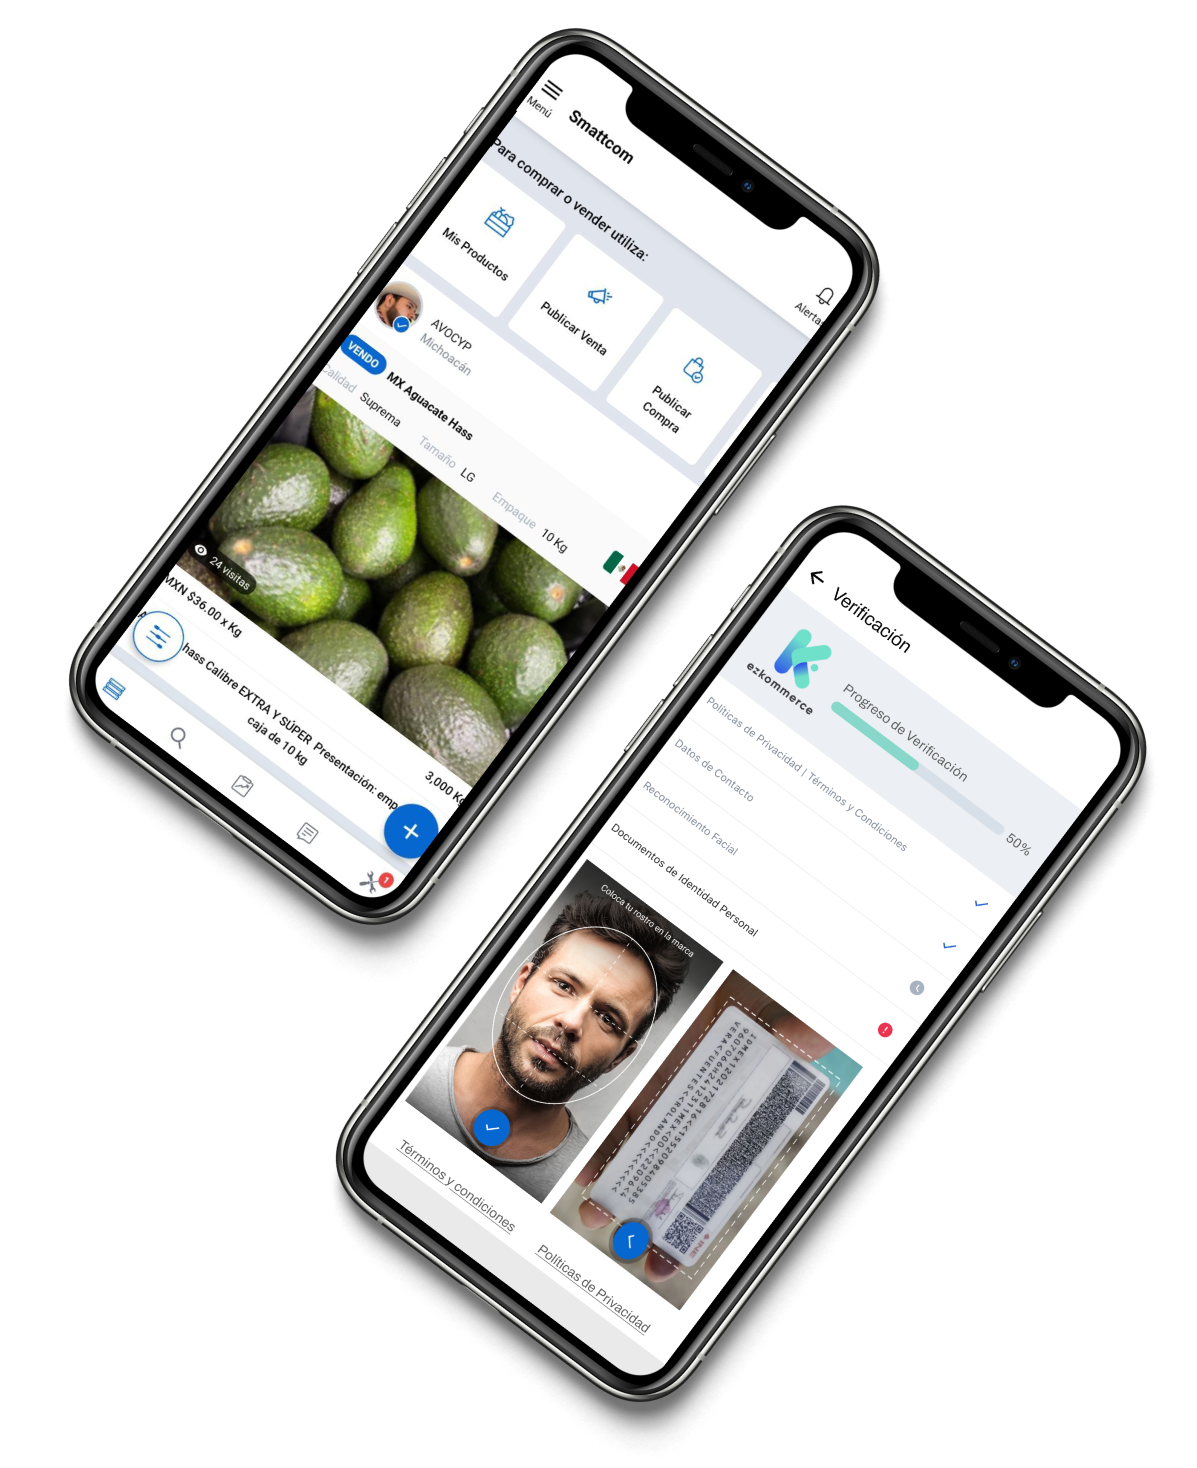 Menú
Smattcom
Alertas
Para comprar o vender utiliza:
Mis Productos
Publicar Venta
Publicar
Compra
AVOCYP
Michoacán
VENDO MX Aguacate Hass
Calidad Suprema Tamaño LG Empaque 10 Kg
24 visitas
MXN $36.00 x Kg
3,000 Kg
hass Calibre EXTRA Y SÚPER Presentación: emp
caja de 10 kg
1
Verificación
ezkommerce
Progreso de Verificación
50%
Políticas de Privacidad | Términos y Condiciones
Datos de Contacto
Reconocimiento Facial
Documentos de Identidad Personal
Coloca tu rostro en la marca
Términos y condiciones
Políticas de Privacidad